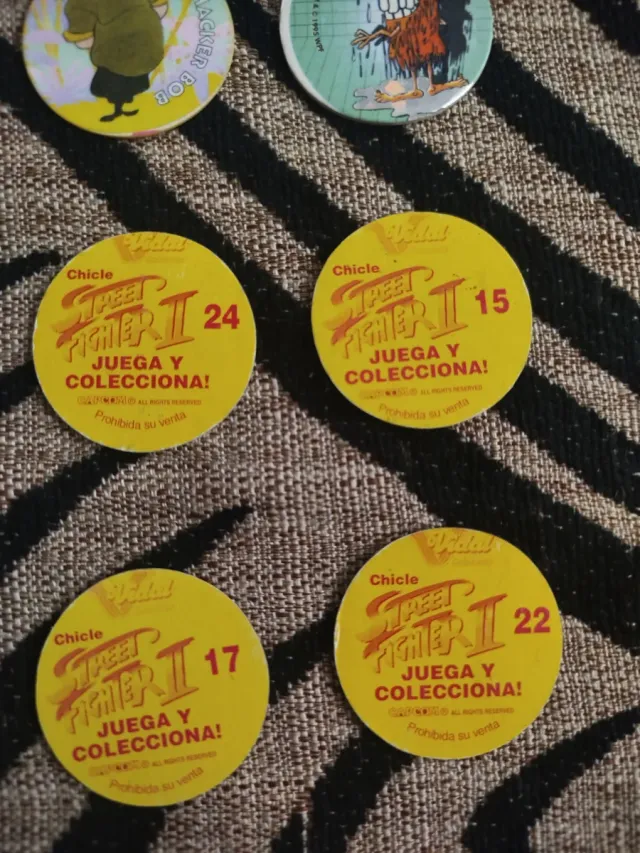 HACKER BOB
© 1995 W
Vidal
Chicle
STREET
FIGHTER II
24
JUEGA Y
COLECCIONA!
CAPCOM® ALL RIGHTS RESERVED
Prohibida su venta
Vidal
Chicle
STREET
FIGHTER II
15
JUEGA Y
COLECCIONA!
CAPCOM® ALL RIGHTS RESERVED
Prohibida su venta
Vidal
Chicle
STREET
FIGHTER II
17
JUEGA Y
COLECCIONA!
CAPCOM® ALL RIGHTS RESERVED
Prohibida su venta
Vidal
Chicle
STREET
FIGHTER II
22
JUEGA Y
COLECCIONA!
CAPCOM® ALL RIGHTS RESERVED
Prohibida su venta